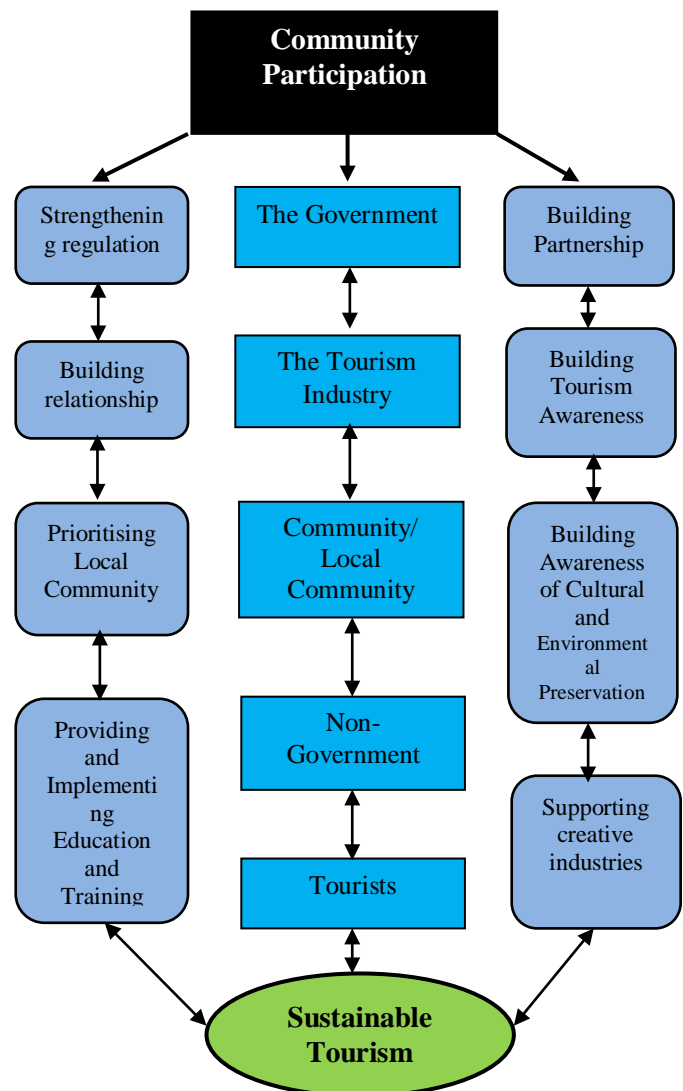 Community
Participation
Strengthenin
g regulation
Building
relationship
Prioritising
Local
Community
Providing
and
Implementi
ng
Education
and
Training
The Government
The Tourism
Industry
Community/
Local
Community
Non-
Government
Tourists
Building
Partnership
Building
Tourism
Awareness
Building
Awareness
of Cultural
and
Environment
al
Preservation
Supporting
creative
industries
Sustainable
Tourism